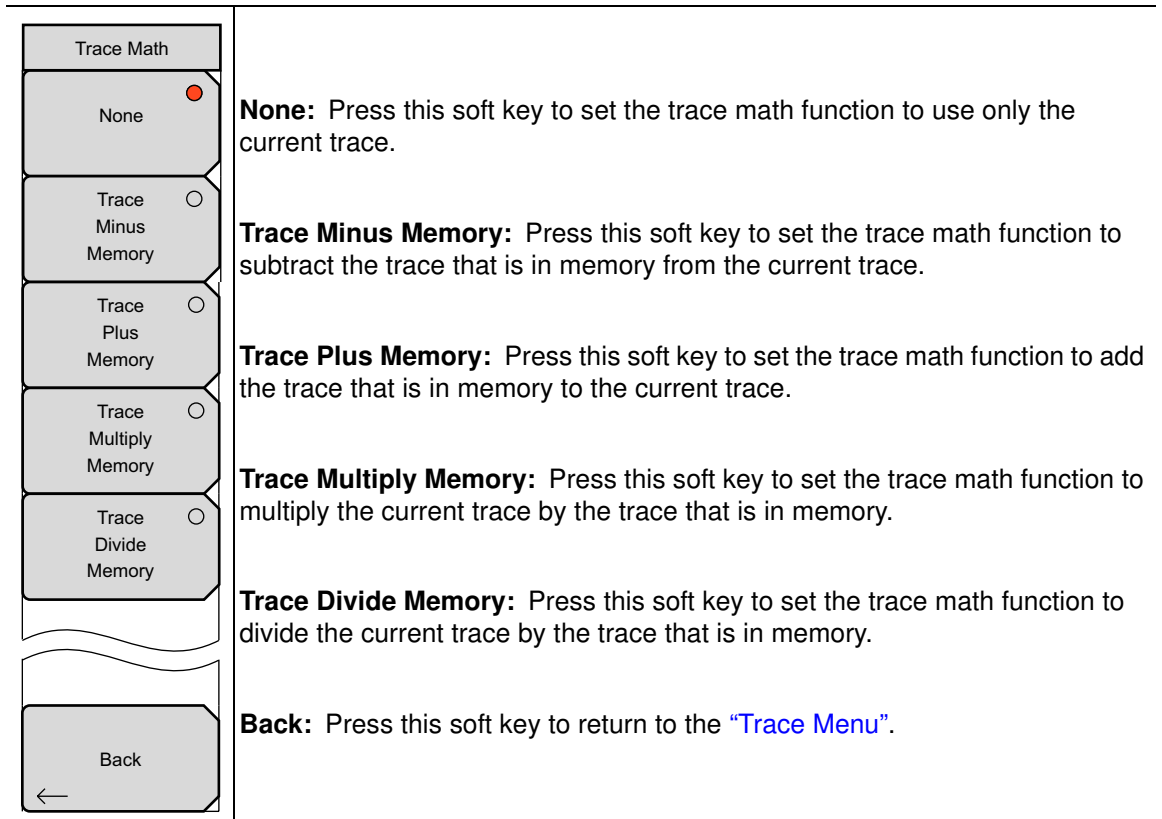 Trace Math
None
Trace
Minus
Memory
Trace
Plus
Memory
Trace
Multiply
Memory
Trace
Divide
Memory
Back
None: Press this soft key to set the trace math function to use only the
current trace.
Trace Minus Memory: Press this soft key to set the trace math function to
subtract the trace that is in memory from the current trace.
Trace Plus Memory: Press this soft key to set the trace math function to add
the trace that is in memory to the current trace.
Trace Multiply Memory: Press this soft key to set the trace math function to
multiply the current trace by the trace that is in memory.
Trace Divide Memory: Press this soft key to set the trace math function to
divide the current trace by the trace that is in memory.
Back: Press this soft key to return to the “Trace Menu”.